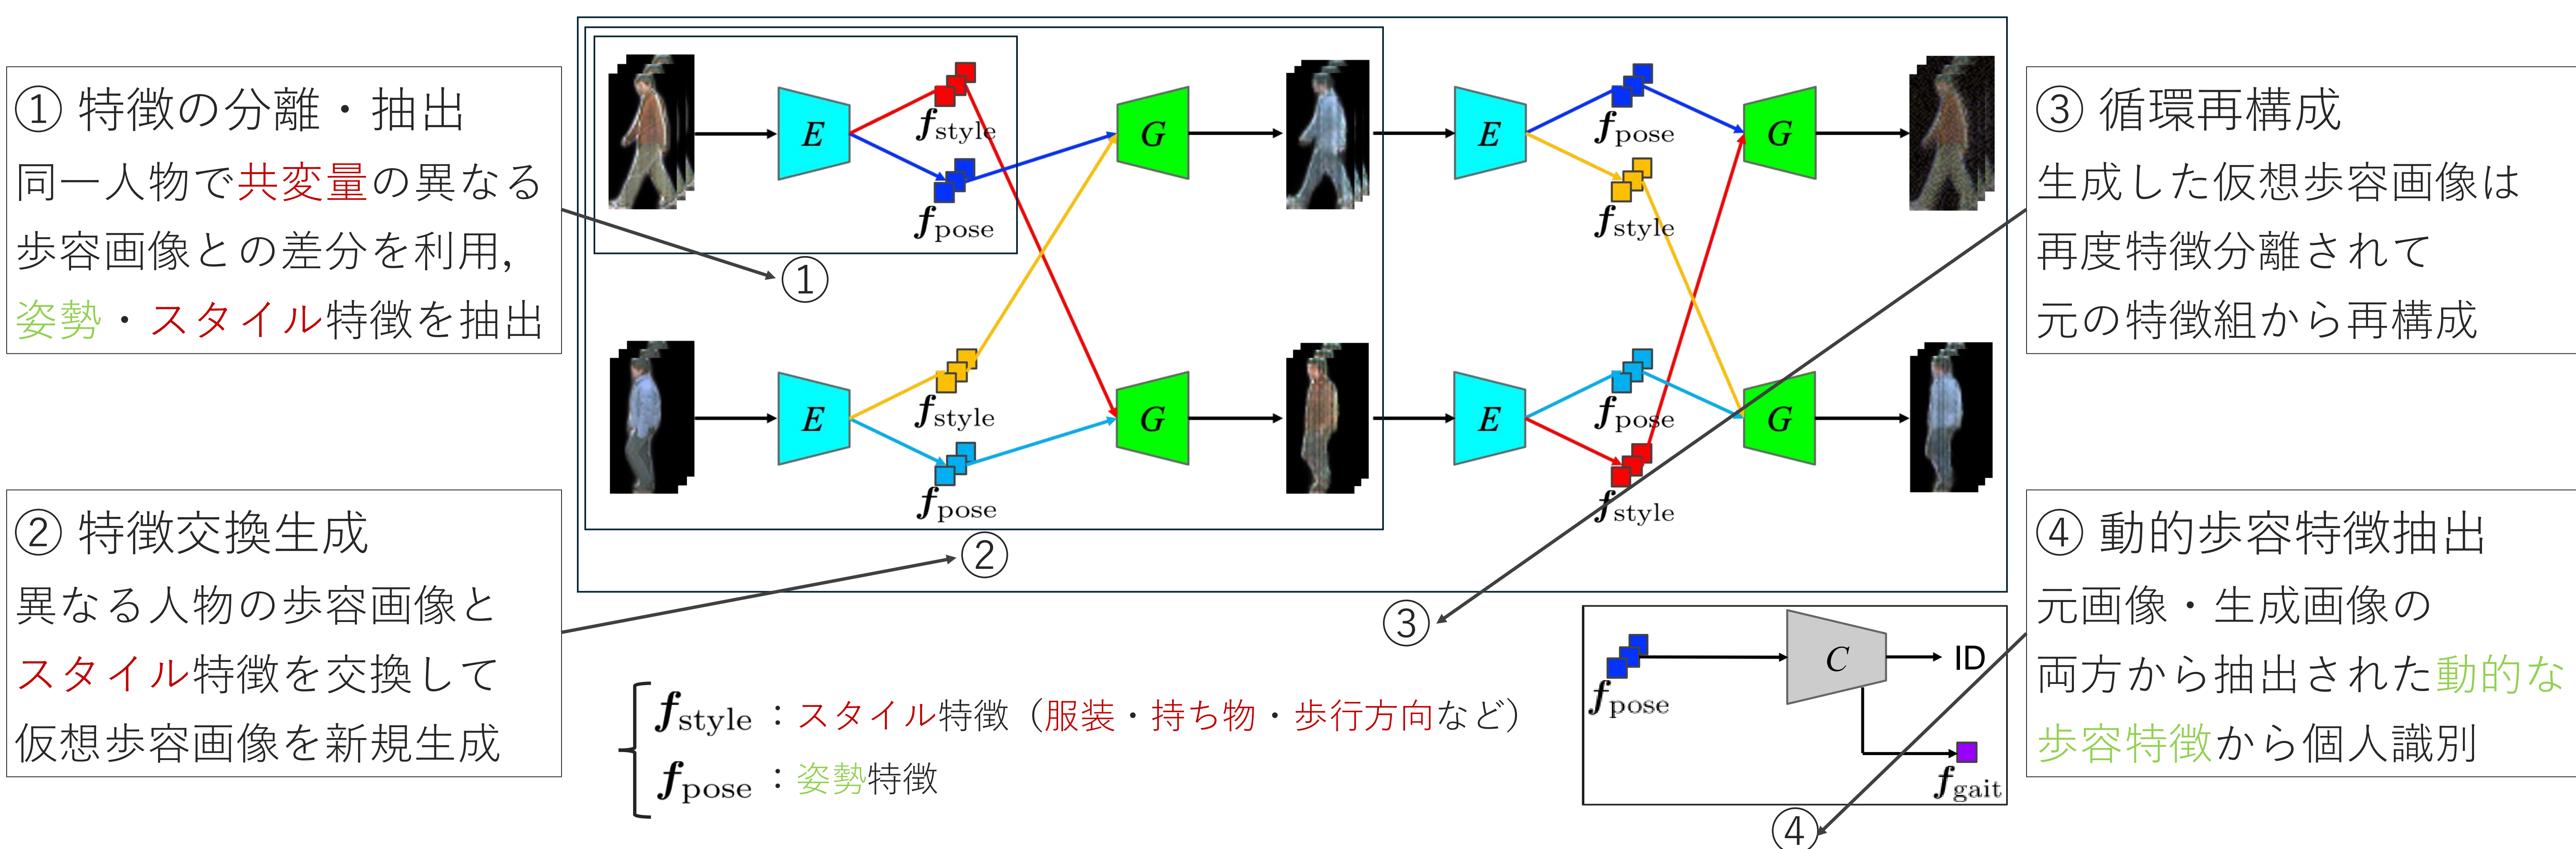 ① 特徴の分離・抽出
同一人物で共変量の異なる
歩容画像との差分を利用，
姿勢・スタイル特徴を抽出
② 特徴交換生成
異なる人物の歩容画像と
スタイル特徴を交換して
仮想歩容画像を新規生成
E
f_style
f_pose
G
E
f_pose
f_style
G
①
E
f_style
f_pose
G
E
f_pose
f_style
G
②
③
f_style ：スタイル特徴（服装・持ち物・歩行方向など）
f_pose ：姿勢特徴
f_pose
C
ID
f_gait
④
③ 循環再構成
生成した仮想歩容画像は
再度特徴分離されて
元の特徴組から再構成
④ 動的歩容特徴抽出
元画像・生成画像の
両方から抽出された動的な
歩容特徴から個人識別